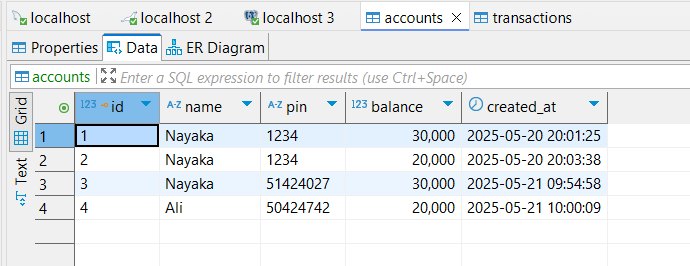 localhost localhost 2 localhost 3 accounts transactions
Properties Data ER Diagram
accounts Enter a SQL expression to filter results (use Ctrl+Space)
Grid
Text
123 id A-Z name A-Z pin 123 balance created_at
1 1 Nayaka 1234 30,000 2025-05-20 20:01:25
2 2 Nayaka 1234 20,000 2025-05-20 20:03:38
3 3 Nayaka 51424027 30,000 2025-05-21 09:54:58
4 4 Ali 50424742 20,000 2025-05-21 10:00:09